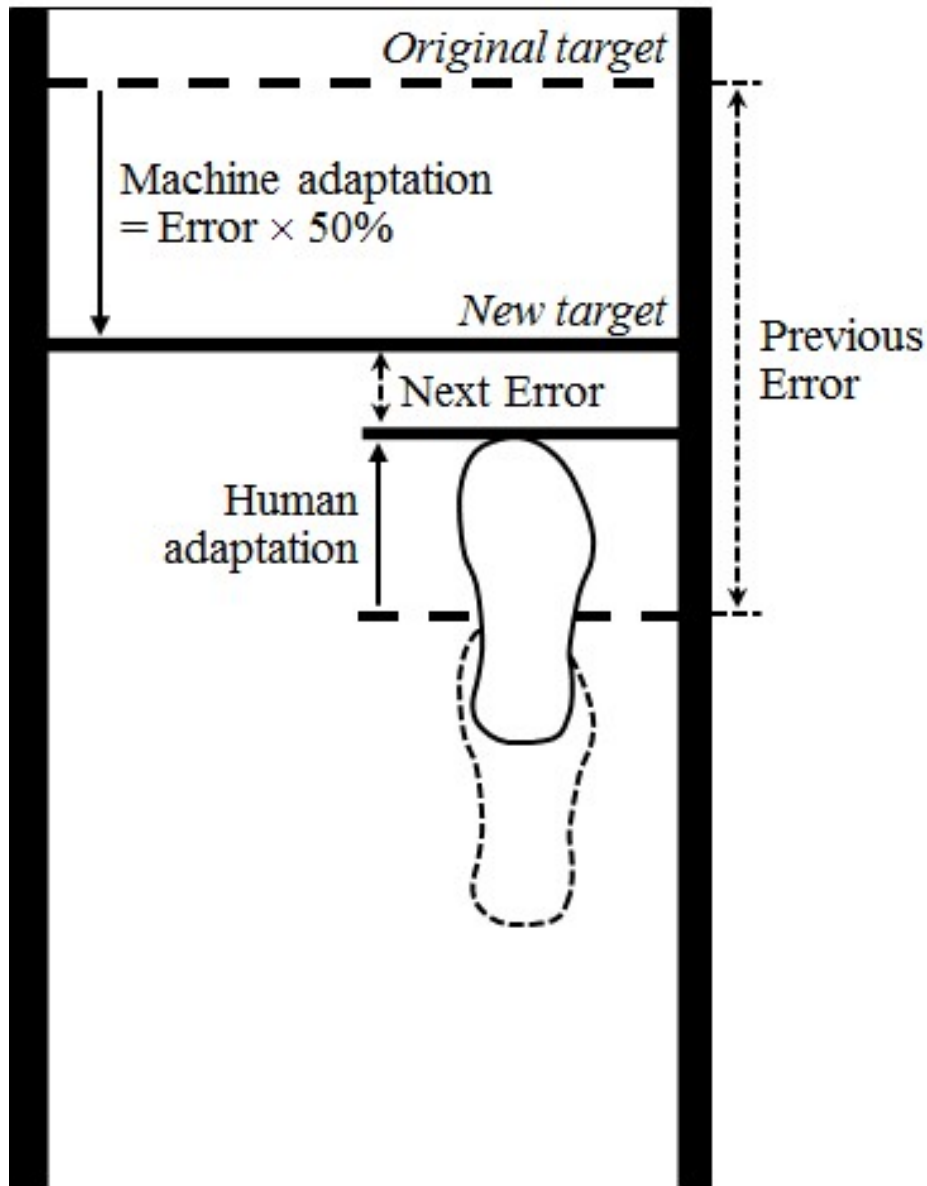 Original target
Machine adaptation
= Error × 50%
New target
Previous
Error
Next Error
Human
adaptation